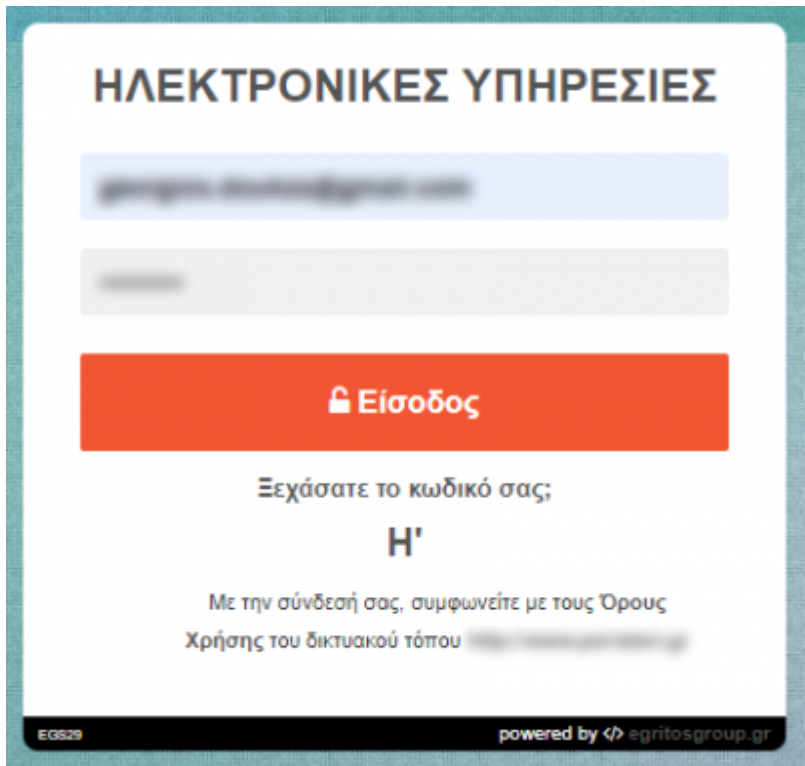 ΗΛΕΚΤΡΟΝΙΚΕΣ ΥΠΗΡΕΣΙΕΣ
Είσοδος
Ξεχάσατε το κωδικό σας;
Η'
Με την σύνδεσή σας, συμφωνείτε με τους Όρους
Χρήσης του δικτυακού τόπου
EGS29 powered by </> egritosgroup.gr